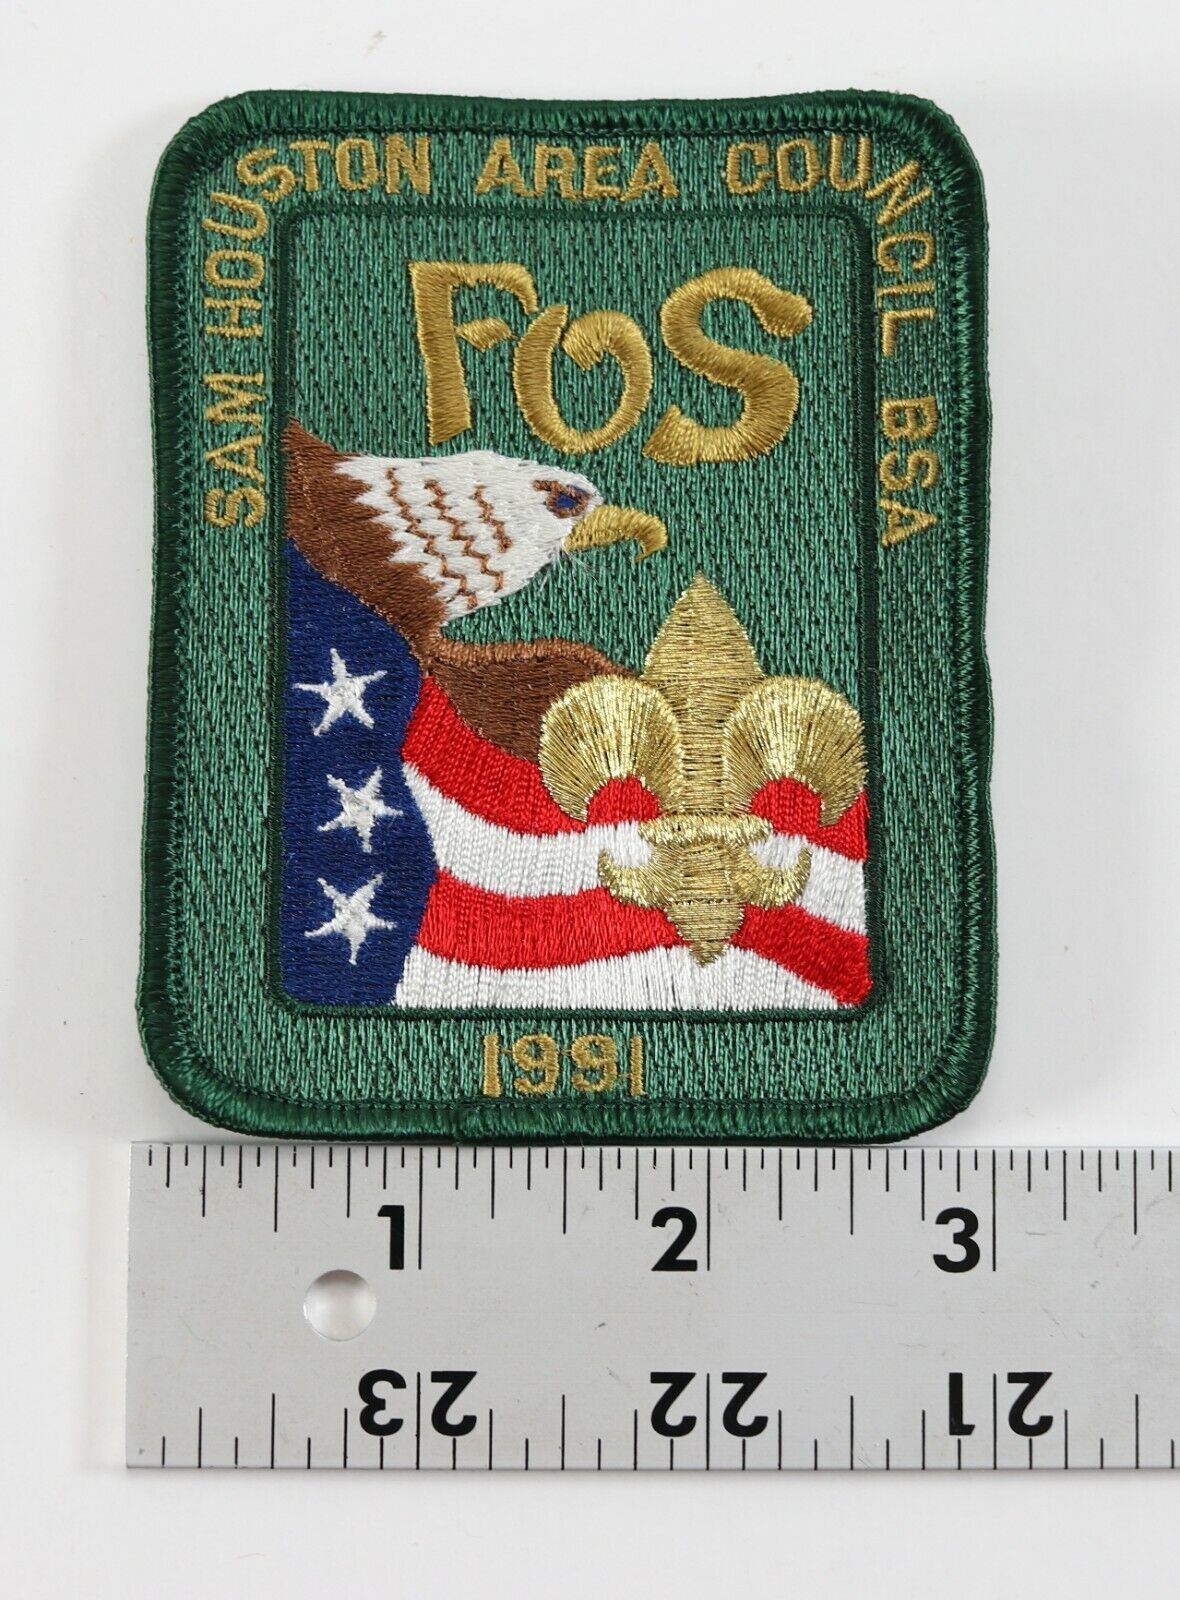 SAM HOUSTON AREA COUNCIL BSA
FOS
1991
1 2 3
23 22 21